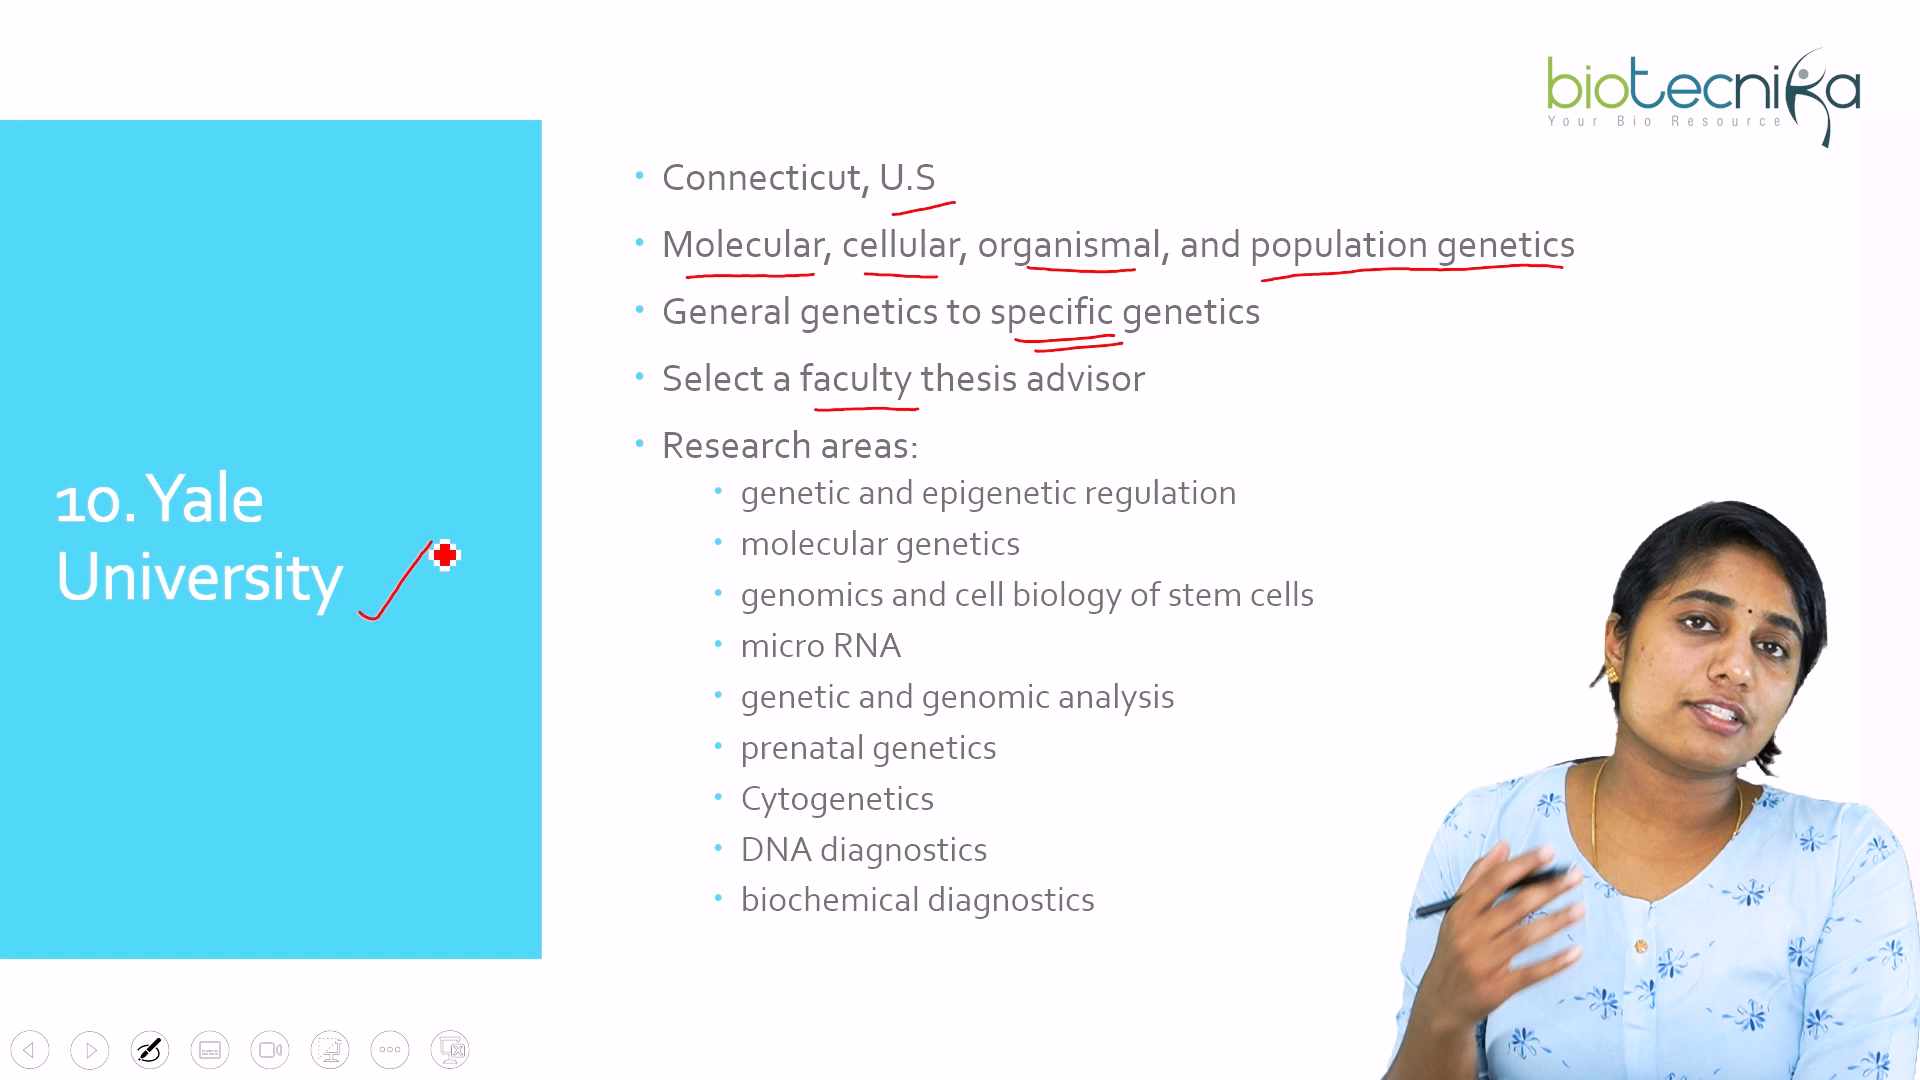 biotecnika
Your Bio Resource
10. Yale
University
• Connecticut, U.S
• Molecular, cellular, organismal, and population genetics
• General genetics to specific genetics
• Select a faculty thesis advisor
• Research areas:
• genetic and epigenetic regulation
• molecular genetics
• genomics and cell biology of stem cells
• micro RNA
• genetic and genomic analysis
• prenatal genetics
• Cytogenetics
• DNA diagnostics
• biochemical diagnostics